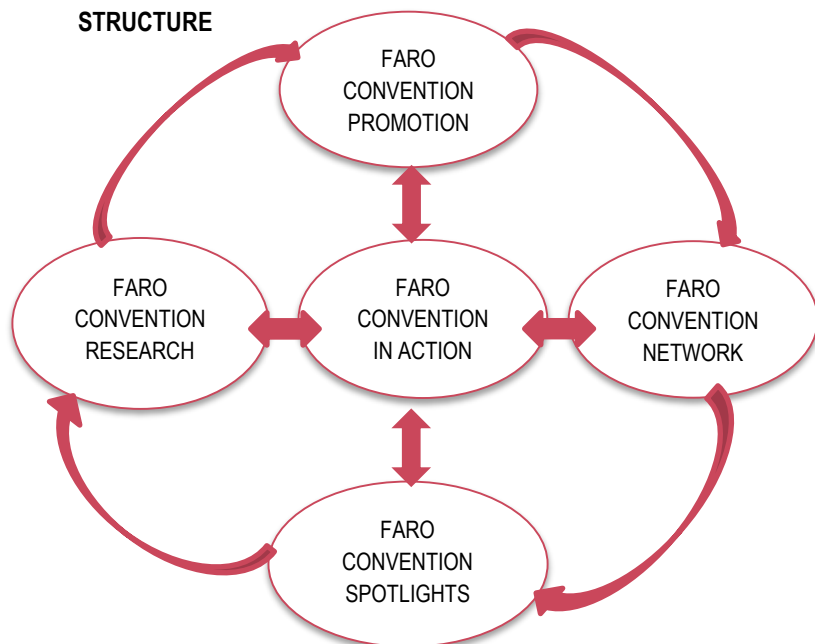 STRUCTURE
FARO
CONVENTION
PROMOTION
FARO
CONVENTION
RESEARCH
FARO
CONVENTION
IN ACTION
FARO
CONVENTION
NETWORK
FARO
CONVENTION
SPOTLIGHTS